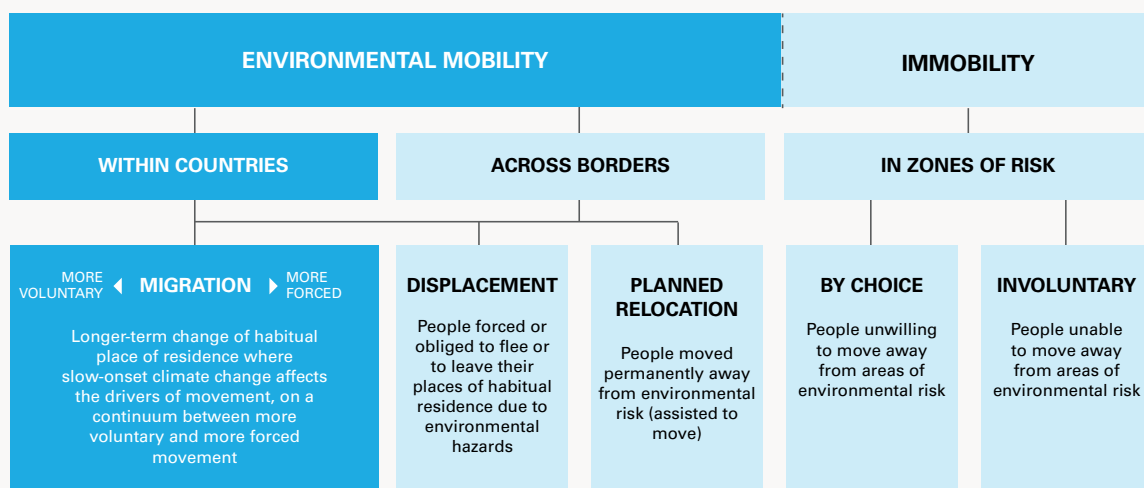 ENVIRONMENTAL MOBILITY
IMMOBILITY
WITHIN COUNTRIES
ACROSS BORDERS
IN ZONES OF RISK
MORE
VOLUNTARY
MIGRATION
MORE
FORCED
Longer-term change of habitual
place of residence where
slow-onset climate change affects
the drivers of movement, on a
continuum between more
voluntary and more forced
movement
DISPLACEMENT
People forced or
obliged to flee or
to leave their
places of habitual
residence due to
environmental
hazards
PLANNED
RELOCATION
People moved
permanently away
from environmental
risk (assisted to
move)
BY CHOICE
People unwilling
to move away
from areas of
environmental risk
INVOLUNTARY
People unable
to move away
from areas of
environmental risk